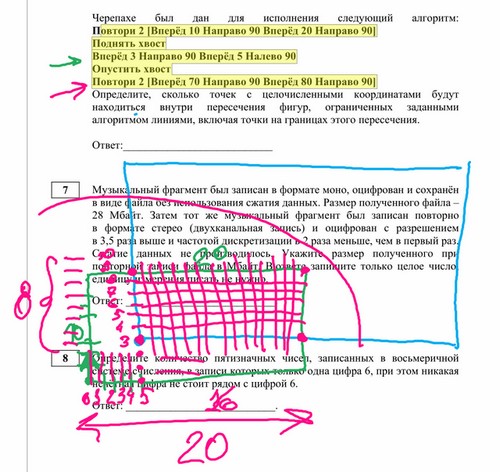 Черепахе был дан для исполнения следующий алгоритм:
Повтори 2 [Вперёд 10 Направо 90 Вперёд 20 Направо 90]
Поднять хвост
Вперёд 3 Направо 90 Вперёд 5 Налево 90
Опустить хвост
Повтори 2 [Вперёд 70 Направо 90 Вперёд 80 Направо 90]
Определите, сколько точек с целочисленными координатами будут
находиться внутри пересечения фигур, ограниченных заданными
алгоритмом линиями, включая точки на границах этого пересечения.
Ответ:
7
Музыкальный фрагмент был записан в формате моно, оцифрован и сохранён
в виде файла без использования сжатия данных. Размер полученного файла –
28 Мбайт. Затем тот же музыкальный фрагмент был записан повторно
в формате стерео (двухканальная запись) и оцифрован с разрешением
в 3,5 раза выше и частотой дискретизации в 2 раза меньше, чем в первый раз.
Сжатие данных производилось. Укажите размер полученного при
повторной записи файла в Мбайт. В ответе запишите только целое число,
единицу измерения писать не нужно.
20
8
Ответ:
5
4
3
8
Определите количество пятизначных чисел, записанных в восьмеричной
системе счисления, в записи которых только одна цифра 6, при этом никакая
нечётная цифра не стоит рядом с цифрой 6.
0 1 2 3 4 5
Ответ:
16
20